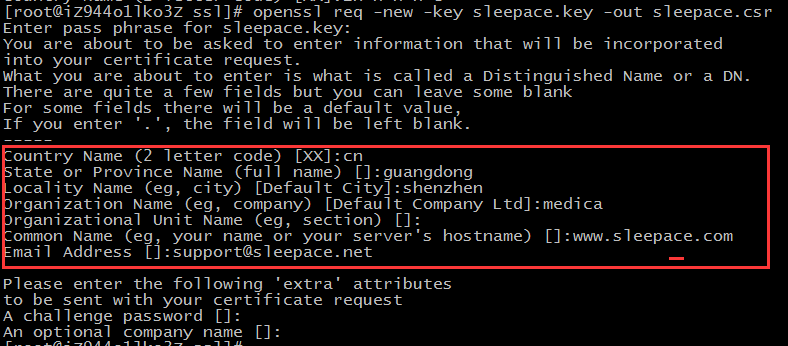 [root@iZ944o1lko3Z ssl]# openssl req -new -key sleepace.key -out sleepace.csr
Enter pass phrase for sleepace.key:
You are about to be asked to enter information that will be incorporated
into your certificate request.
What you are about to enter is what is called a Distinguished Name or a DN.
There are quite a few fields but you can leave some blank
For some fields there will be a default value,
If you enter '.', the field will be left blank.
-----
Country Name (2 letter code) [XX]:cn
State or Province Name (full name) []:guangdong
Locality Name (eg, city) [Default City]:shenzhen
Organization Name (eg, company) [Default Company Ltd]:medica
Organizational Unit Name (eg, section) []:
Common Name (eg, your name or your server's hostname) []:www.sleepace.com
Email Address []:support@sleepace.net
Please enter the following 'extra' attributes
to be sent with your certificate request
A challenge password []:
An optional company name []: